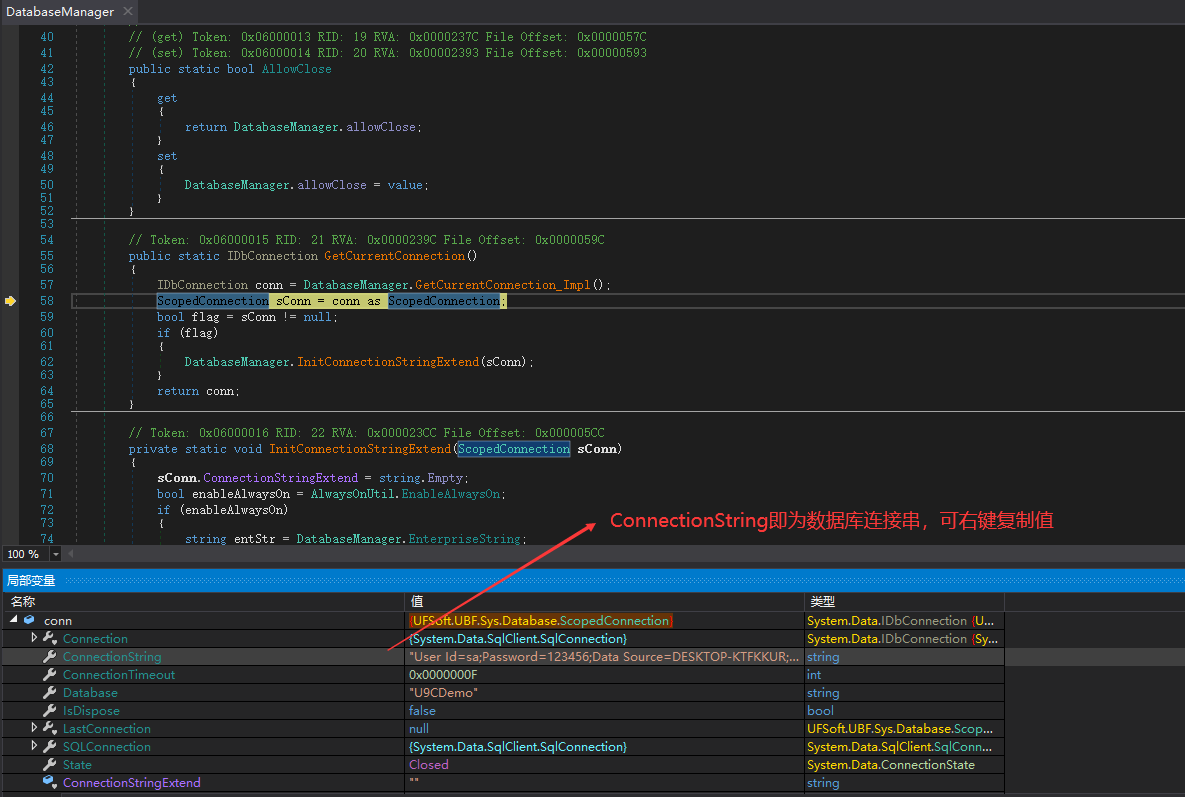 DatabaseManager ×
40 // (get) Token: 0x06000013 RID: 19 RVA: 0x0000237C File Offset: 0x0000057C
41 // (set) Token: 0x06000014 RID: 20 RVA: 0x00002393 File Offset: 0x00000593
42 public static bool AllowClose
43 {
44 get
45 {
46 return DatabaseManager.allowClose;
47 }
48 set
49 {
50 DatabaseManager.allowClose = value;
51 }
52 }
53
54 // Token: 0x06000015 RID: 21 RVA: 0x0000239C File Offset: 0x0000059C
55 public static IDbConnection GetCurrentConnection()
56 {
57 IDbConnection conn = DatabaseManager.GetCurrentConnection_Impl();
58 ScopedConnection sConn = conn as ScopedConnection;
59 bool flag = sConn != null;
60 if (flag)
61 {
62 DatabaseManager.InitConnectionStringExtend(sConn);
63 }
64 return conn;
65 }
66
67 // Token: 0x06000016 RID: 22 RVA: 0x000023CC File Offset: 0x000005CC
68 private static void InitConnectionStringExtend(ScopedConnection sConn)
69 {
70 sConn.ConnectionStringExtend = string.Empty;
71 bool enableAlwaysOn = AlwaysOnUtil.EnableAlwaysOn;
72 if (enableAlwaysOn)
73 {
74 string entStr = DatabaseManager.EnterpriseString;
ConnectionString即为数据库连接串，可右键复制值
100 %
局部变量
名称 值 类型
conn {UFSoft.UBF.Sys.Database.ScopedConnection} System.Data.IDbConnection {U...
Connection {System.Data.SqlClient.SqlConnection} System.Data.IDbConnection {Sy...
ConnectionString "User Id=sa;Password=123456;Data Source=DESKTOP-KTFKKUR;... string
ConnectionTimeout 0x0000000F int
Database "U9CDemo" string
IsDispose false bool
LastConnection null UFSoft.UBF.Sys.Database.Scop...
SQLConnection {System.Data.SqlClient.SqlConnection} System.Data.SqlClient.SqlConn...
State Closed System.Data.ConnectionState
ConnectionStringExtend "" string